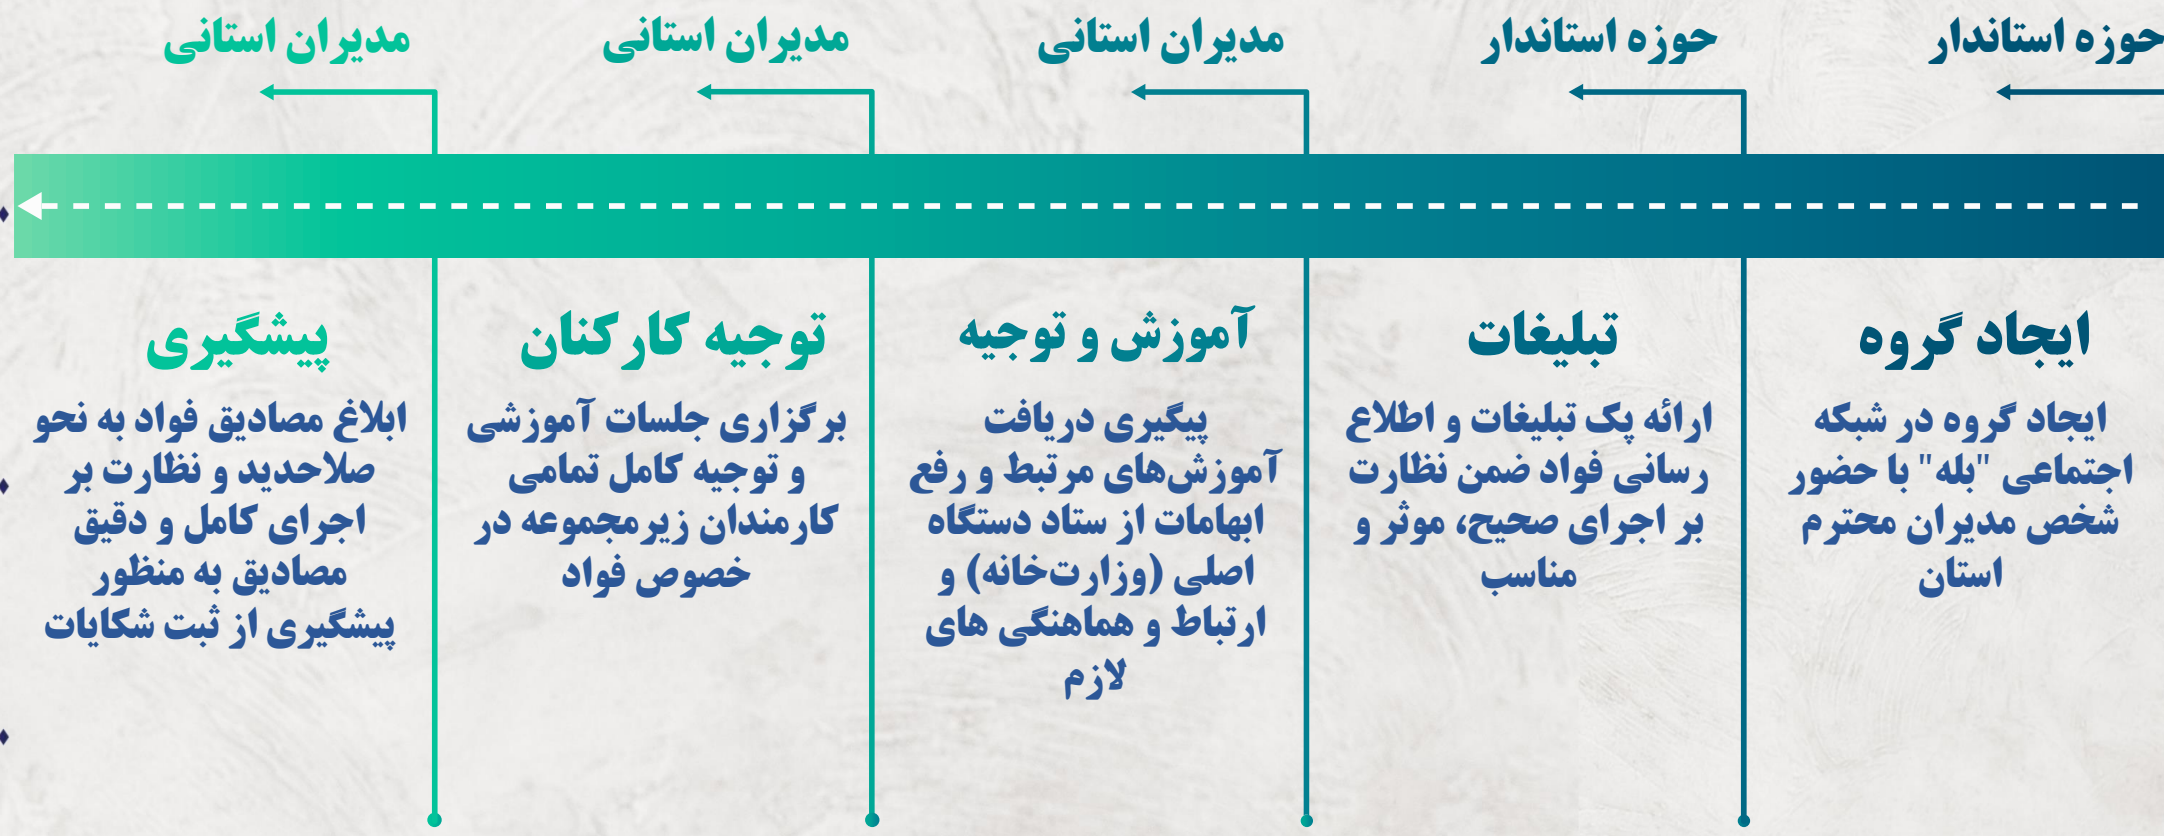 حوزه استاندار
ایجاد گروه
ایجاد گروه در شبکه
اجتماعی "بله" با حضور
شخص مدیران محترم
استان
حوزه استاندار
تبلیغات
ارائه پک تبلیغات و اطلاع
رسانی فواد ضمن نظارت
بر اجرای صحیح، موثر و
مناسب
مدیران استانی
آموزش و توجیه
پیگیری دریافت
آموزش‌های مرتبط و رفع
ابهامات از ستاد دستگاه
اصلی (وزارت‌خانه) و
ارتباط و هماهنگی های
لازم
مدیران استانی
توجیه کارکنان
برگزاری جلسات آموزشی
و توجیه کامل تمامی
کارمندان زیرمجموعه در
خصوص فواد
مدیران استانی
پیشگیری
ابلاغ مصادیق فواد به نحو
صلاحدید و نظارت بر
اجرای کامل و دقیق
مصادیق به منظور
پیشگیری از ثبت شکایات